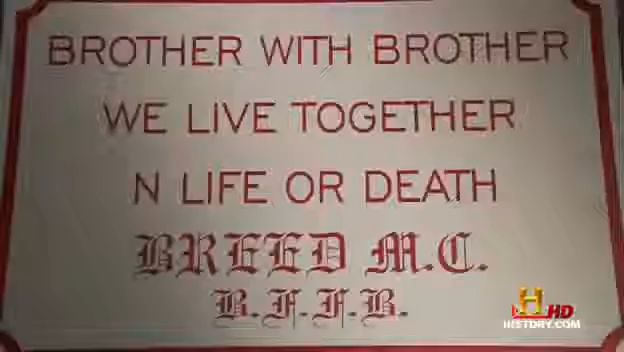 BROTHER WITH BROTHER
WE LIVE TOGETHER
N LIFE OR DEATH
BREED M.C.
B.F.F.B.
H HD
HISTORY.COM